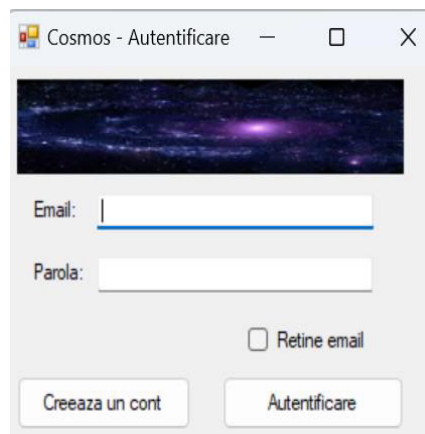 Cosmos - Autentificare
Email:
Parola:
Retine email
Creeaza un cont
Autentificare